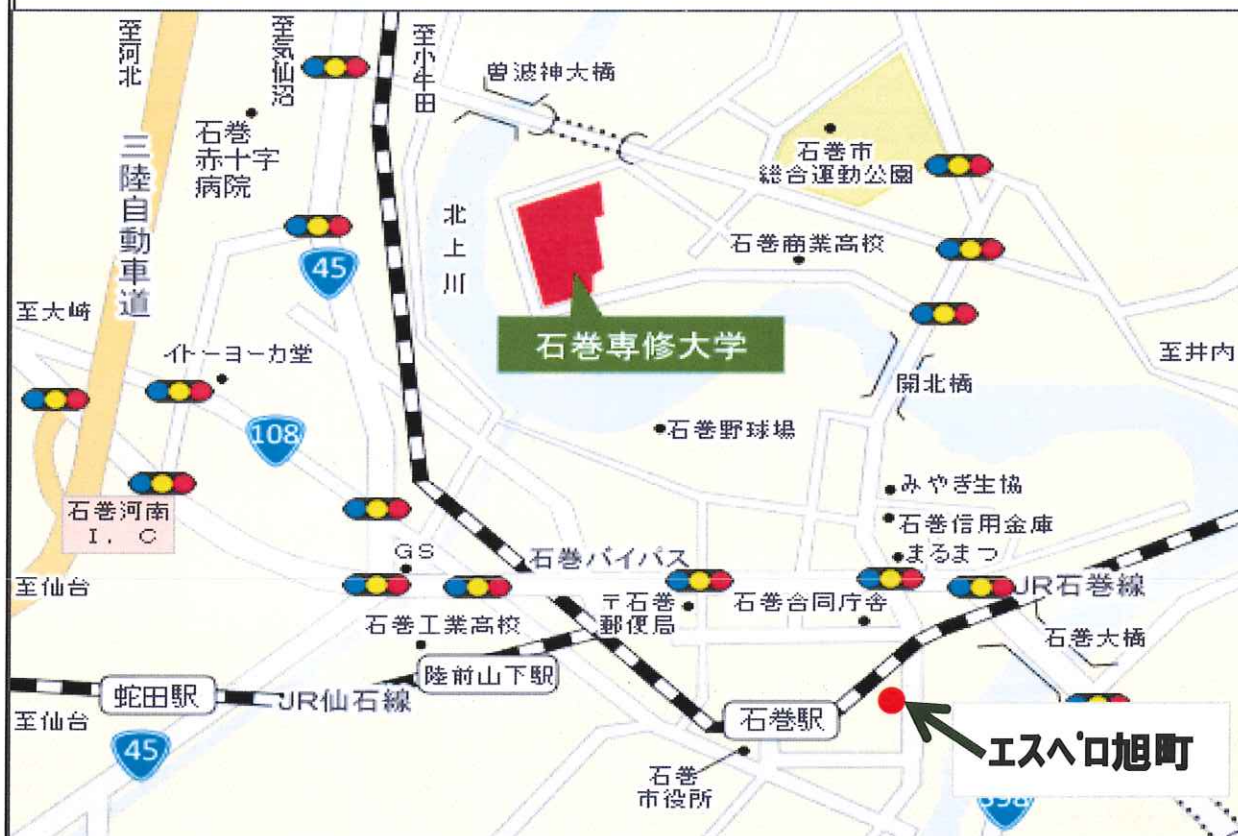 至河北
至成田沢
至小牛田
曽波神大橋
石巻
赤十字
病院
石巻市
総合運動公園
三陸自動車道
北上川
石巻商業高校
45
至大崎
石巻専修大学
至井内
イトーヨーカ堂
開北橋
108
石巻野球場
みやぎ生協
石巻河南
I. C
石巻信用金庫
まるまつ
GS
石巻バイパス
至仙台
JR石巻線
〒石巻
郵便局
石巻合同庁舎
石巻工業高校
石巻大橋
陸前山下駅
蛇田駅
JR仙石線
石巻駅
至仙台
エスペロ旭町
45
石巻
市役所
398